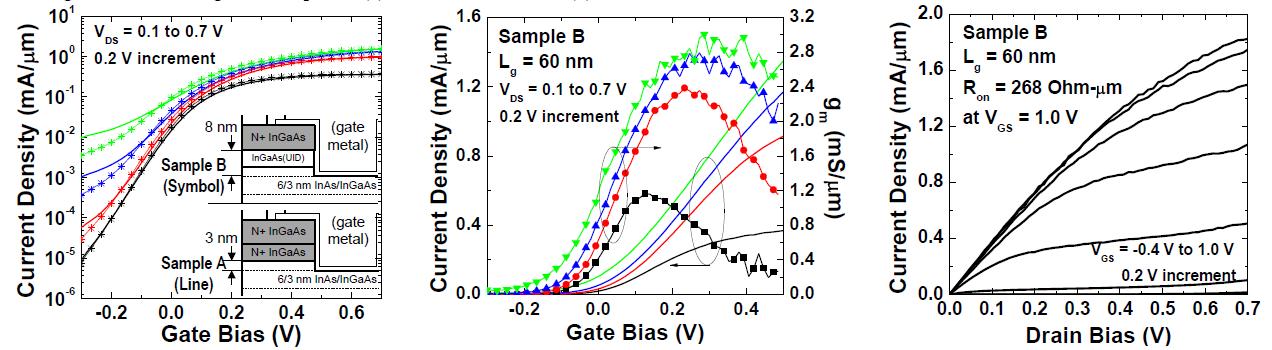 10¹
10⁰
10⁻¹
10⁻²
10⁻³
10⁻⁴
10⁻⁵
10⁻⁶
Current Density (mA/μm)
V_DS = 0.1 to 0.7 V
0.2 V increment
8 nm
N+ InGaAs
(gate
metal)
InGaAs(UID)
Sample B
(Symbol)
6/3 nm InAs/InGaAs
N+ InGaAs
(gate
metal)
3 nm
N+ InGaAs
Sample A
(Line)
6/3 nm InAs/InGaAs
-0.2 0.0 0.2 0.4 0.6
Gate Bias (V)
1.6
1.2
0.8
0.4
0.0
Current Density (mA/μm)
Sample B
L_g = 60 nm
V_DS = 0.1 to 0.7 V
0.2 V increment
3.2
2.8
2.4
2.0
1.6
1.2
0.8
0.4
0.0
g_m (mS/μm)
-0.2 0.0 0.2 0.4
Gate Bias (V)
2.0
1.6
1.2
0.8
0.4
0.0
Current Density (mA/μm)
Sample B
L_g = 60 nm
R_on = 268 Ohm-μm
at V_GS = 1.0 V
V_GS = -0.4 V to 1.0 V
0.2 V increment
0.0 0.1 0.2 0.3 0.4 0.5 0.6 0.7
Drain Bias (V)